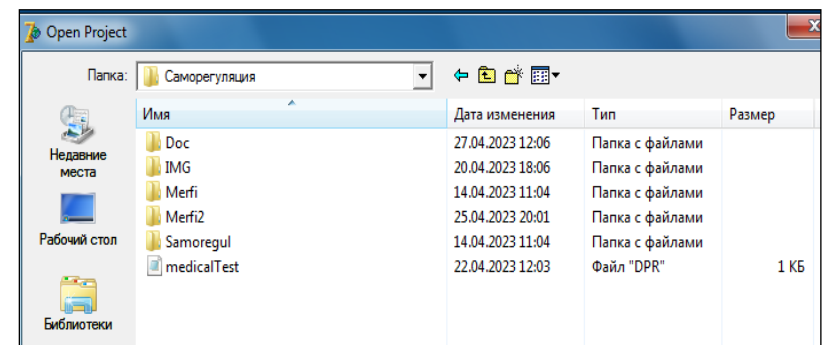 Open Project
Папка: Саморегуляция
Имя Дата изменения Тип Размер
Doc 27.04.2023 12:06 Папка с файлами
IMG 20.04.2023 18:06 Папка с файлами
Merfi 14.04.2023 11:04 Папка с файлами
Merfi2 25.04.2023 20:01 Папка с файлами
Samoregul 14.04.2023 11:04 Папка с файлами
medicalTest 22.04.2023 12:03 Файл "DPR" 1 КБ
Недавние
места
Рабочий стол
Библиотеки